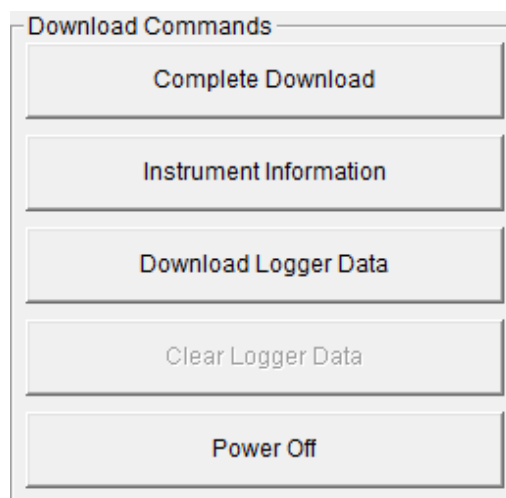 Download Commands
Complete Download
Instrument Information
Download Logger Data
Clear Logger Data
Power Off